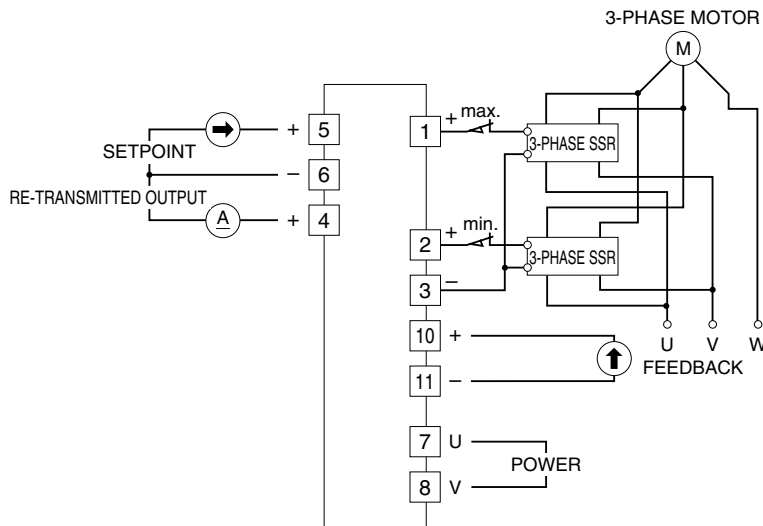 3-PHASE MOTOR
M
+ 5
SETPOINT
– 6
RE-TRANSMITTED OUTPUT
A + 4
1 + max.
3-PHASE SSR
2 + min.
3-PHASE SSR
3 –
10 +
U V W
FEEDBACK
11 –
7 U
POWER
8 V